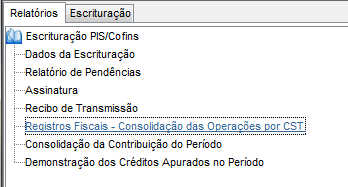 Relatórios Escrituração
Escrituração PIS/Cofins
Dados da Escrituração
Relatório de Pendências
Assinatura
Recibo de Transmissão
Registros Fiscais - Consolidação das Operações por CST
Consolidação da Contribuição do Período
Demonstração dos Créditos Apurados no Período